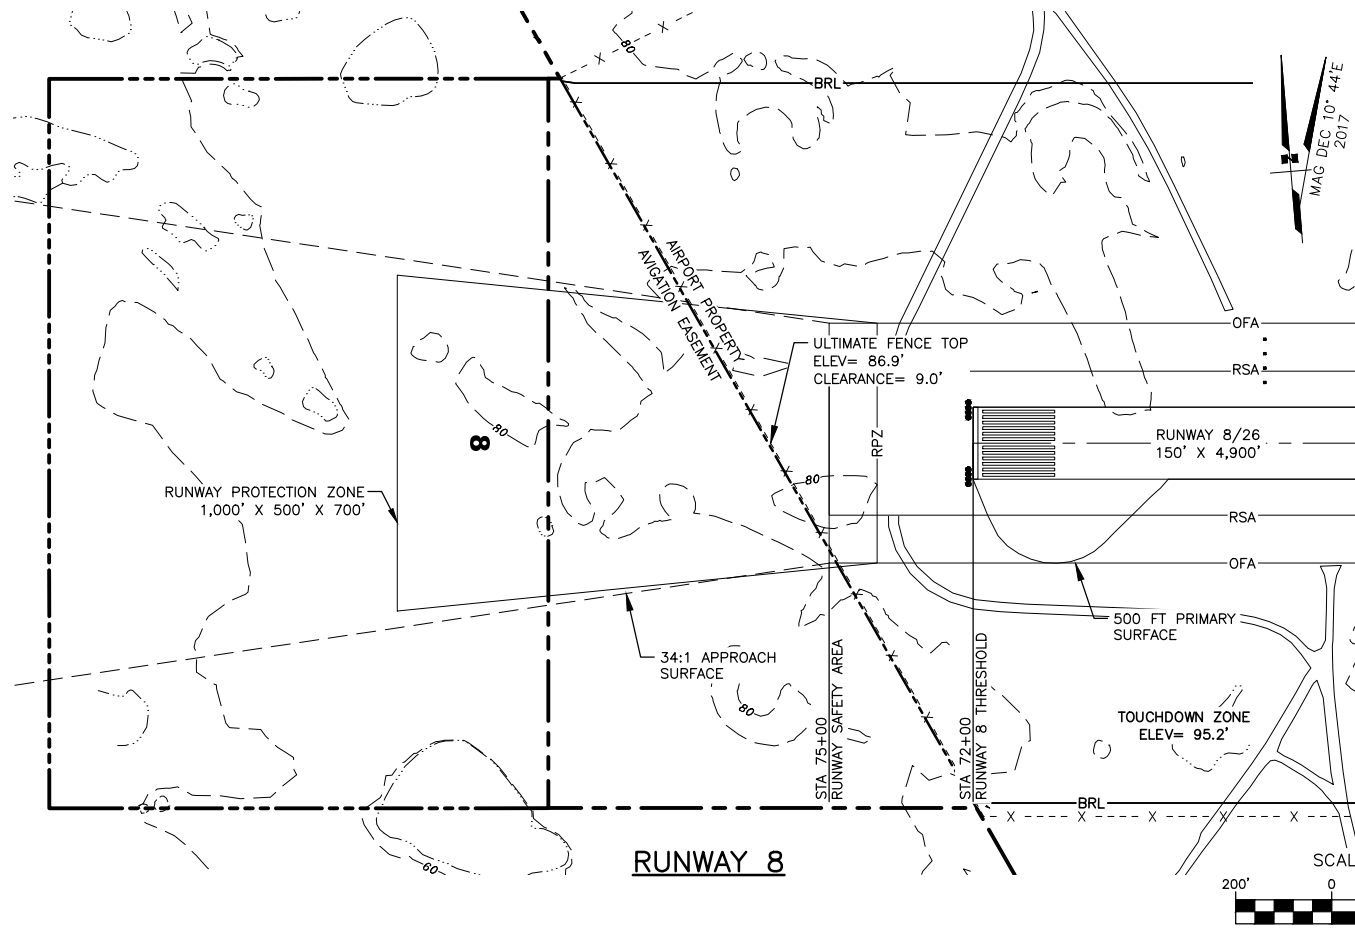 80
BRL
MAG DEC 10° 44'E
2017
AIRPORT PROPERTY
AVIGATION EASEMENT
OFA
ULTIMATE FENCE TOP
ELEV= 86.9'
CLEARANCE= 9.0'
RSA
80
8
RPZ
RUNWAY 8/26
150' X 4,900'
80
RUNWAY PROTECTION ZONE
1,000' X 500' X 700'
RSA
OFA
500 FT PRIMARY
SURFACE
34:1 APPROACH
SURFACE
80
STA 75+00
RUNWAY SAFETY AREA
STA 72+00
RUNWAY 8 THRESHOLD
TOUCHDOWN ZONE
ELEV= 95.2'
BRL
60
RUNWAY 8
SCAL
200'
0